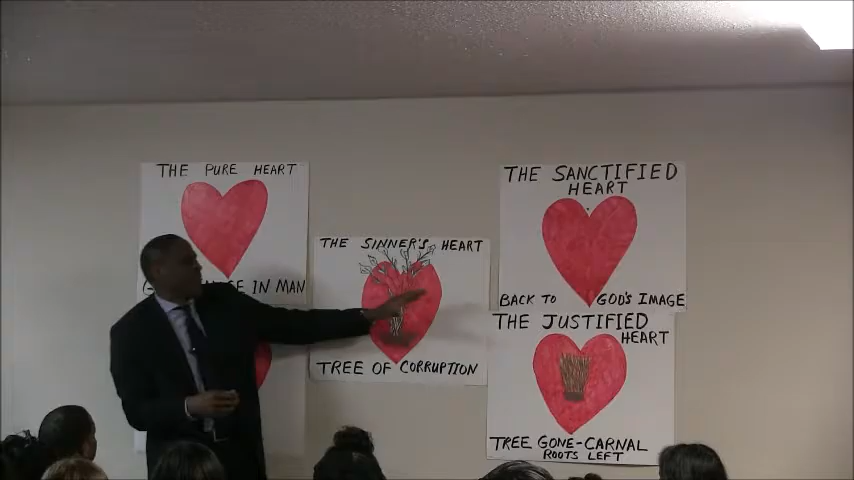 THE PURE HEART
IN MAN
THE SINNER'S HEART
TREE OF CORRUPTION
THE SANCTIFIED
HEART
BACK TO GOD'S IMAGE
THE JUSTIFIED
HEART
TREE GONE-CARNAL
ROOTS LEFT